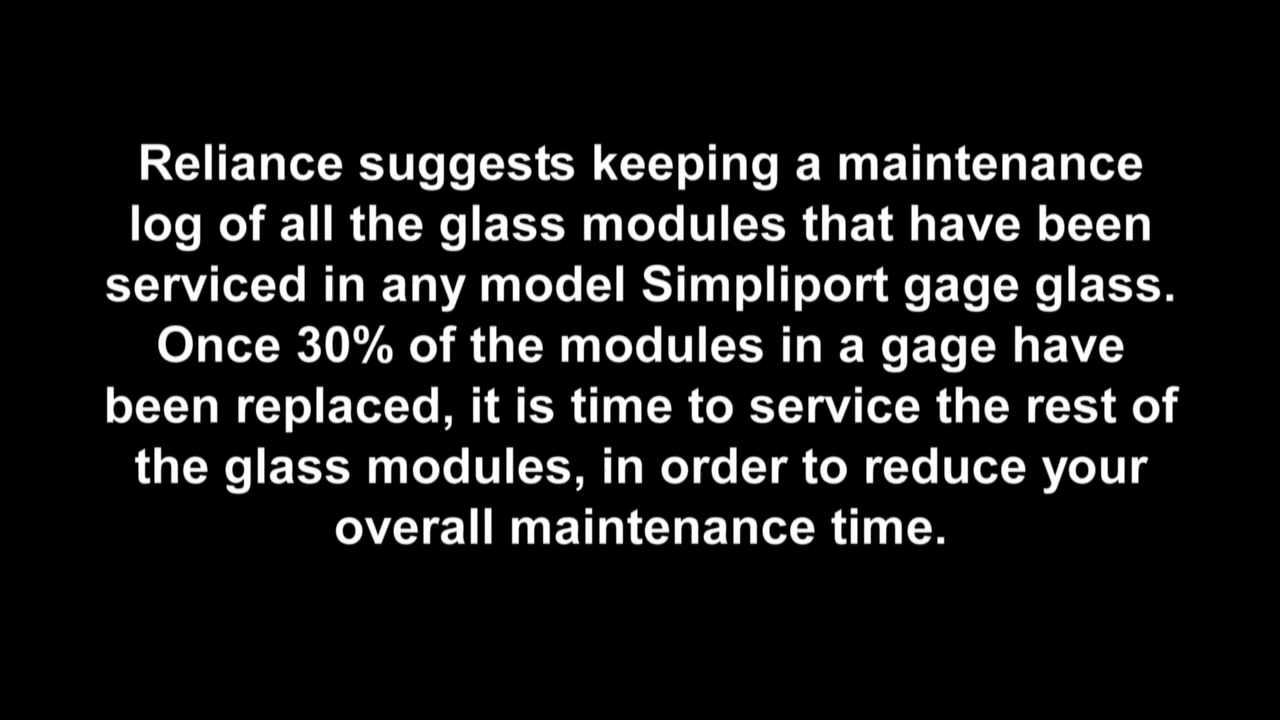 Reliance suggests keeping a maintenance
log of all the glass modules that have been
serviced in any model Simpliport gage glass.
Once 30% of the modules in a gage have
been replaced, it is time to service the rest of
the glass modules, in order to reduce your
overall maintenance time.